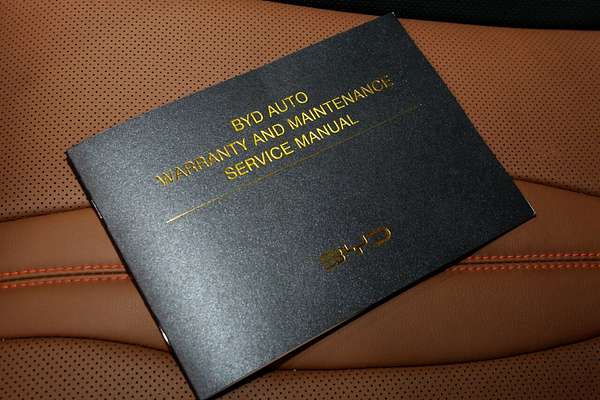 BYD AUTO
WARRANTY AND MAINTENANCE
SERVICE MANUAL
BYD